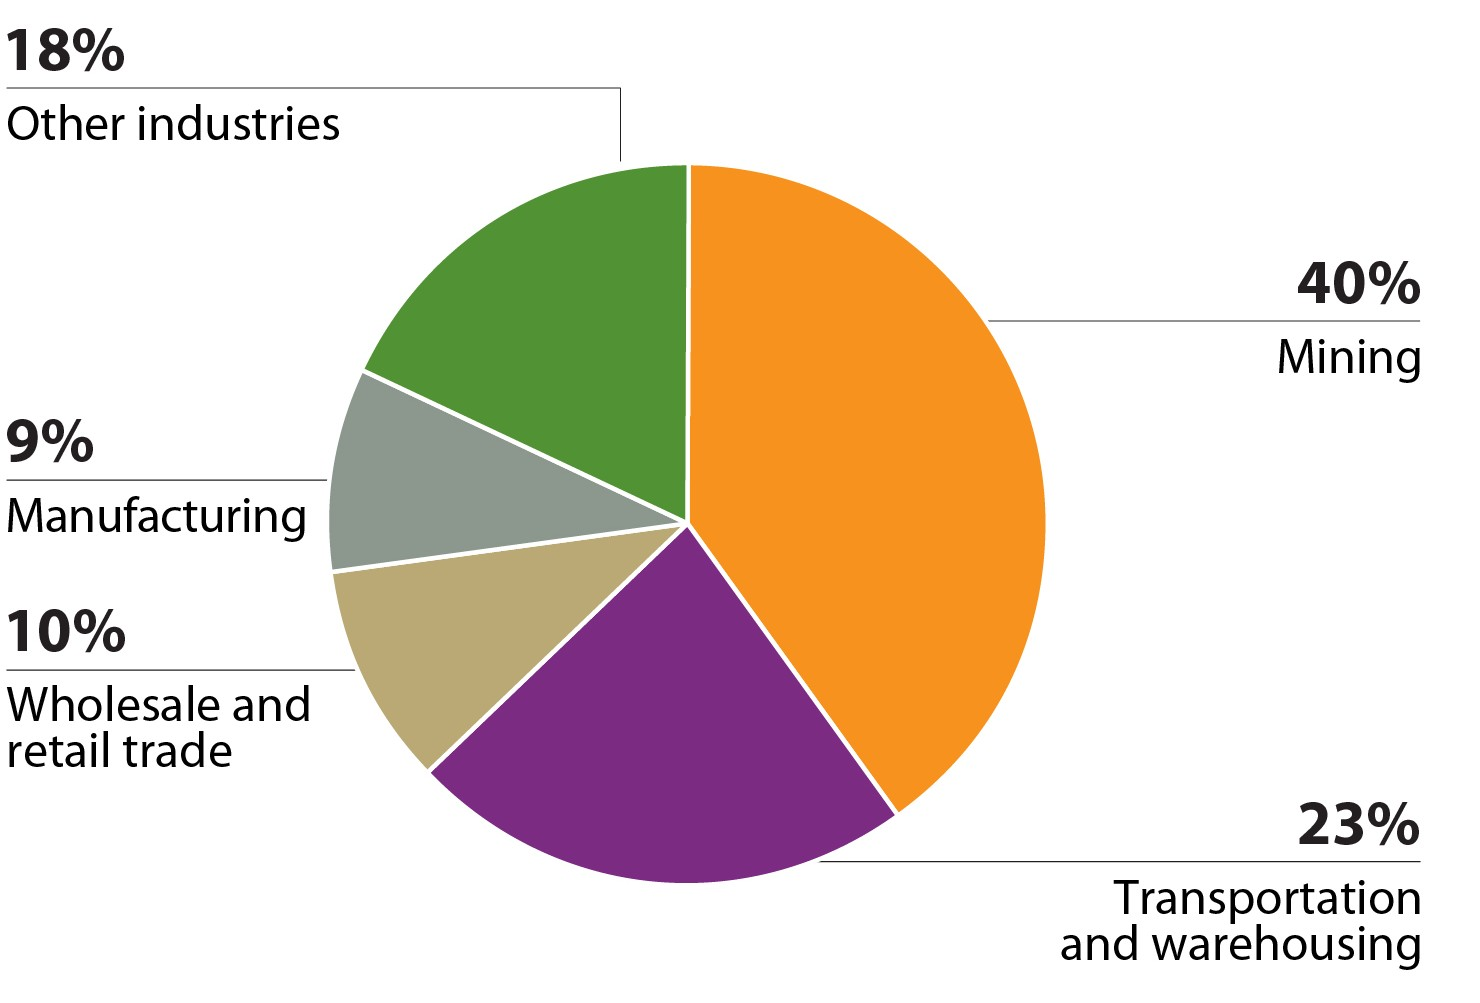 18%
Other industries
40%
Mining
9%
Manufacturing
10%
Wholesale and
retail trade
23%
Transportation
and warehousing